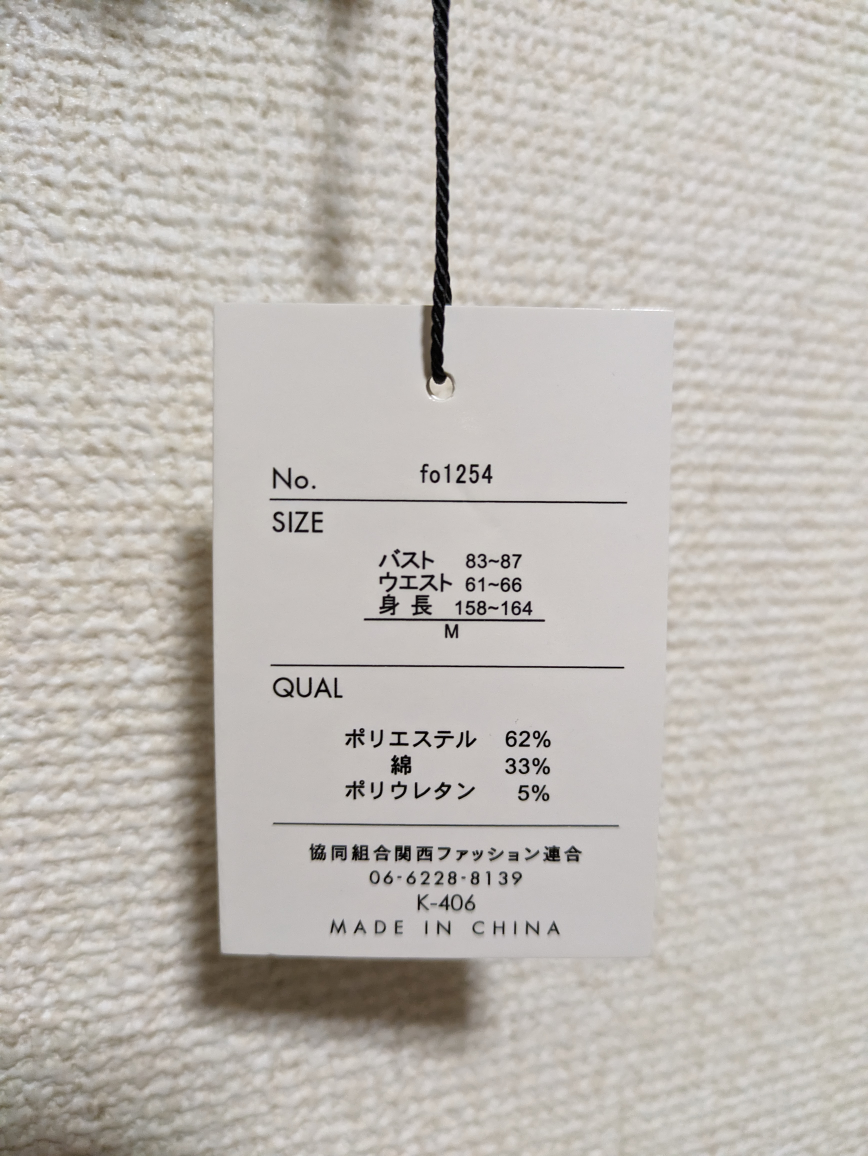 No. fo1254
SIZE
バスト 83~87
ウエスト 61~66
身長 158~164
M
QUAL
ポリエステル 62%
綿 33%
ポリウレタン 5%
協同組合関西ファッション連合
06-6228-8139
K-406
MADE IN CHINA